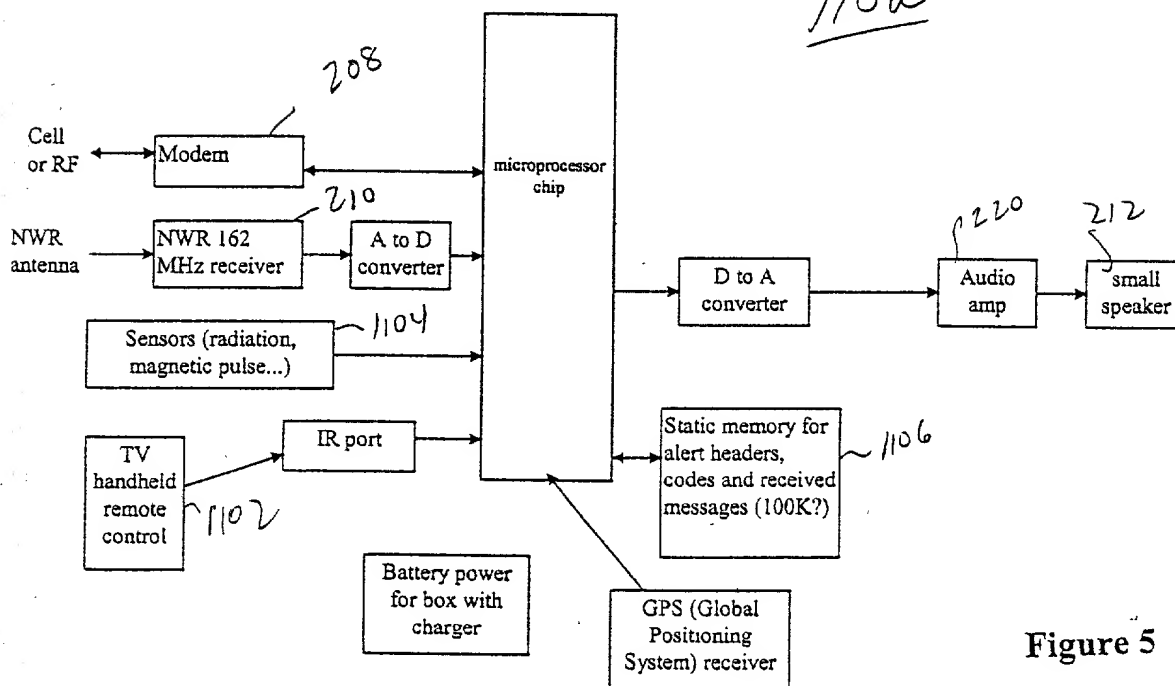 208
Cell
or RF
Modem
microprocessor
chip
210
NWR
antenna
NWR 162
MHz receiver
A to D
converter
D to A
converter
220
Audio
amp
212
small
speaker
Sensors (radiation,
magnetic pulse...)
1104
IR port
TV
handheld
remote
control
1102
Static memory for
alert headers,
codes and received
messages (100K?)
1106
Battery power
for box with
charger
GPS (Global
Positioning
System) receiver
Figure 5